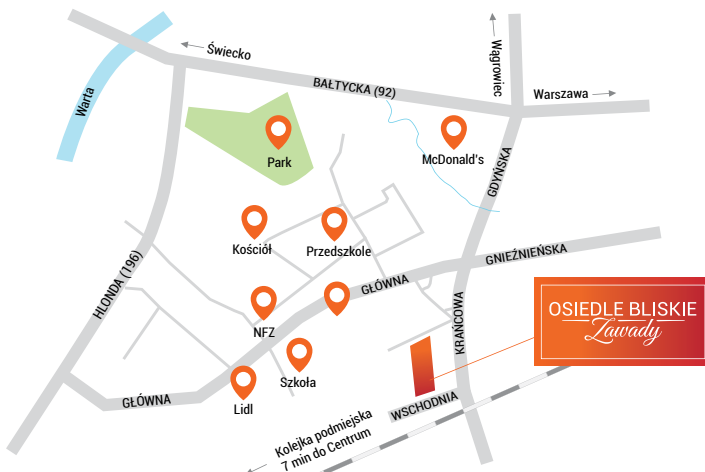 Świecko
Wągrowiec
Warszawa
BAŁTYCKA (92)
Warta
McDonald's
Park
GDYŃSKA
Kościół
Przedszkole
GNIEŹNIEŃSKA
HLONDA (196)
GŁÓWNA
OSIEDLE BLISKIE
Zawady
NFZ
KRAŃCOWA
Szkoła
Lidl
GŁÓWNA
WSCHODNIA
Kolejka podmiejska
7 min do Centrum